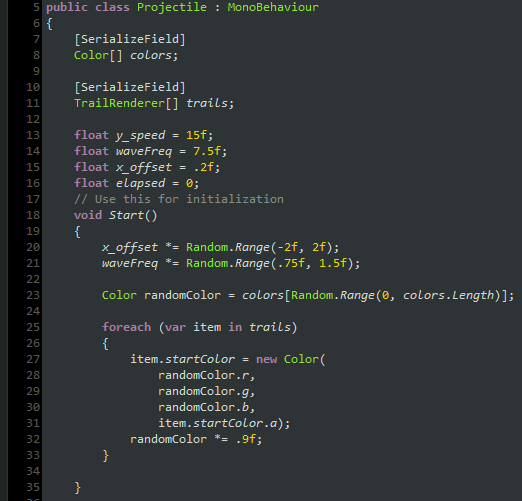 5 public class Projectile : MonoBehaviour
6 {
7     [SerializeField]
8     Color[] colors;
9
10     [SerializeField]
11     TrailRenderer[] trails;
12
13     float y_speed = 15f;
14     float waveFreq = 7.5f;
15     float x_offset = .2f;
16     float elapsed = 0;
17     // Use this for initialization
18     void Start()
19     {
20         x_offset *= Random.Range(-2f, 2f);
21         waveFreq *= Random.Range(.75f, 1.5f);
22
23         Color randomColor = colors[Random.Range(0, colors.Length)];
24
25         foreach (var item in trails)
26         {
27             item.startColor = new Color(
28                 randomColor.r,
29                 randomColor.g,
30                 randomColor.b,
31                 item.startColor.a);
32             randomColor *= .9f;
33         }
34
35     }